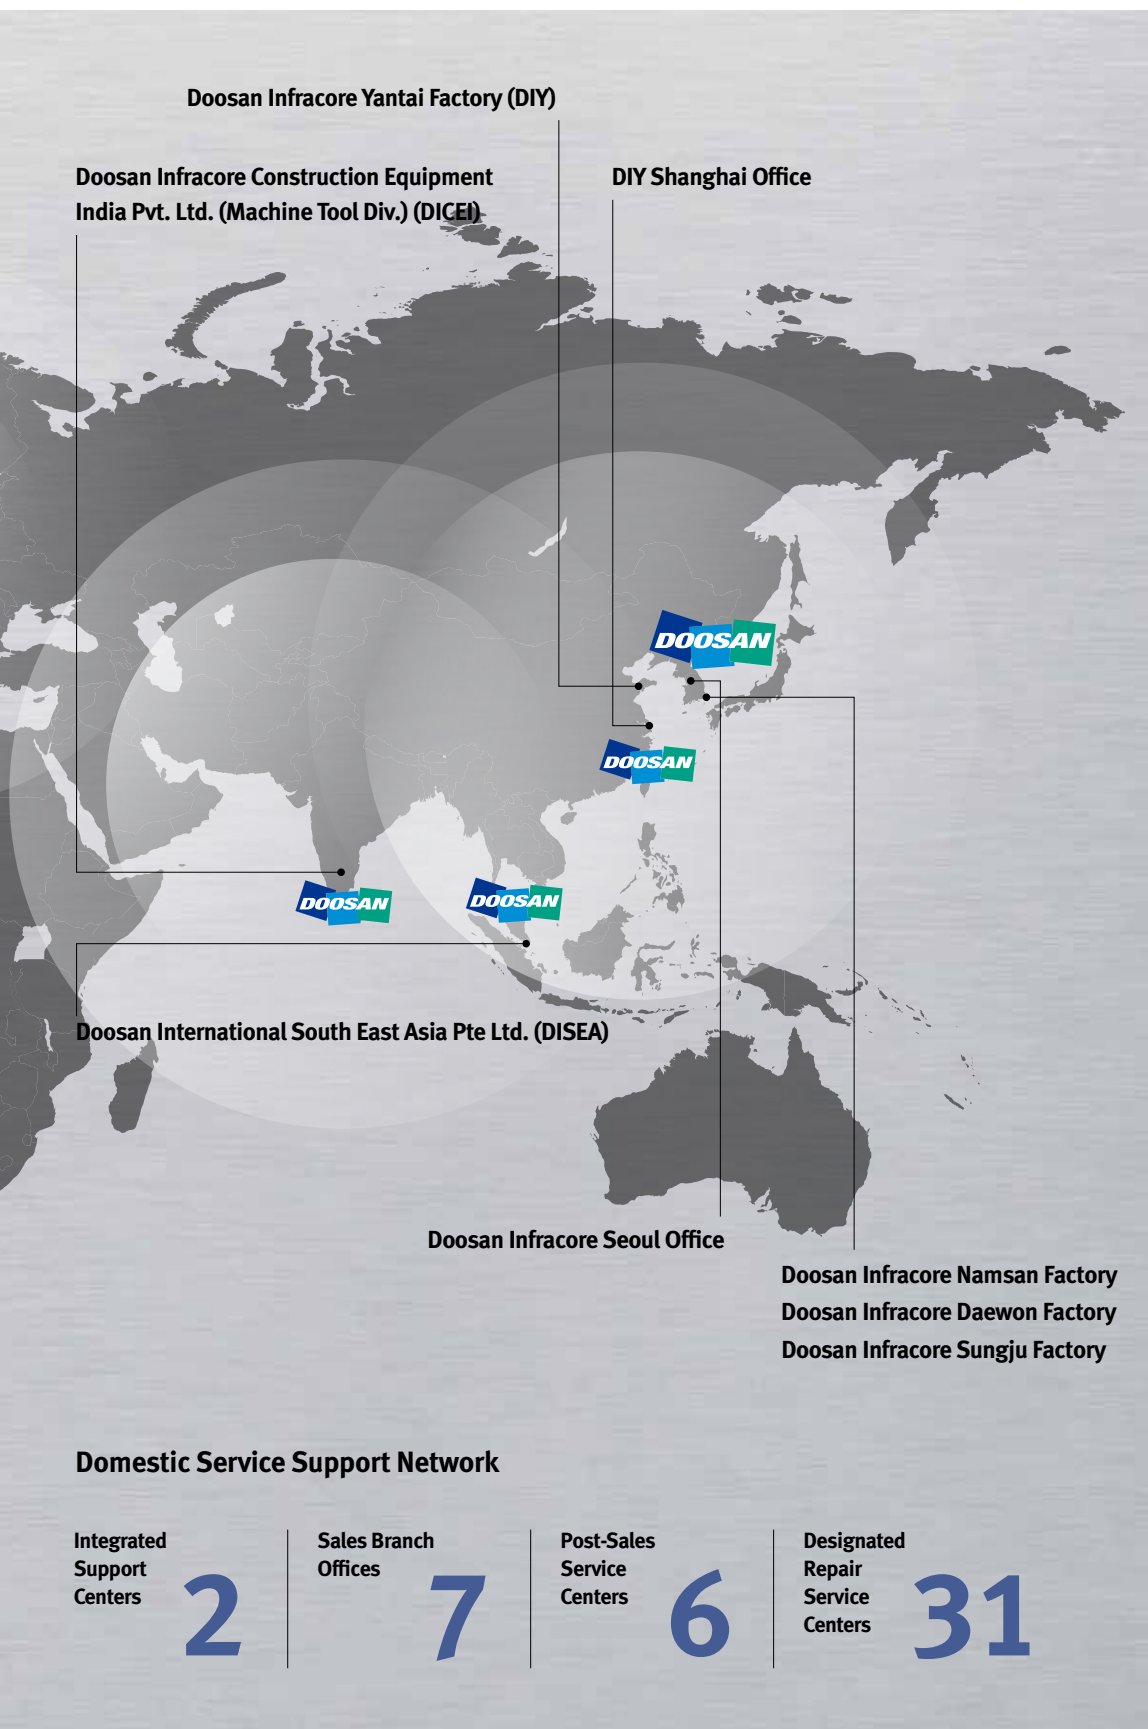 Doosan Infracore Yantai Factory (DIY)
Doosan Infracore Construction Equipment
India Pvt. Ltd. (Machine Tool Div.) (DICEI)
DIY Shanghai Office
DOOSAN
DOOSAN
DOOSAN
DOOSAN
Doosan International South East Asia Pte Ltd. (DISEA)
Doosan Infracore Seoul Office
Doosan Infracore Namsan Factory
Doosan Infracore Daewon Factory
Doosan Infracore Sungju Factory
Domestic Service Support Network
Integrated
Support
Centers
2
Sales Branch
Offices
7
Post-Sales
Service
Centers
6
Designated
Repair
Service
Centers
31